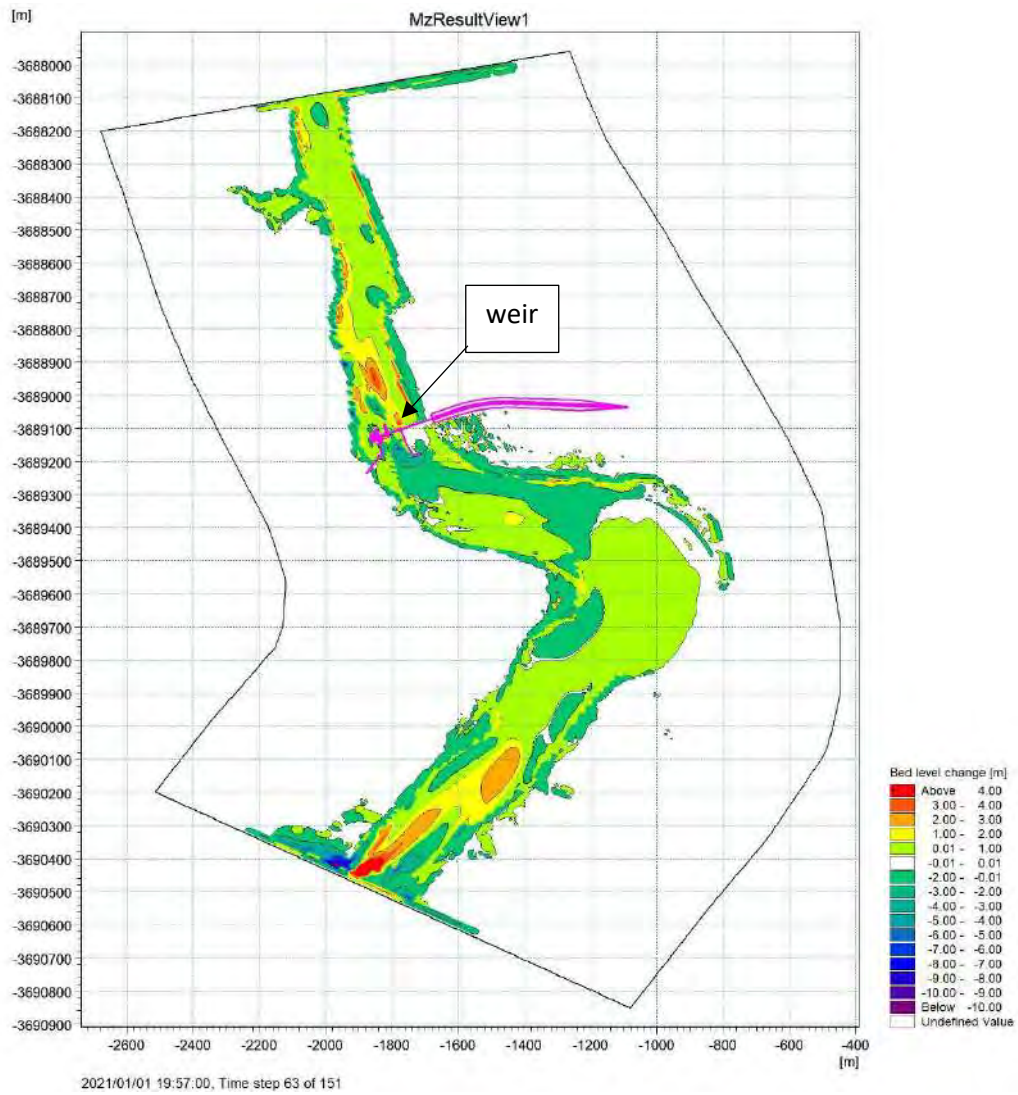 [m]
MzResultView1
-3688000
-3688100
-3688200
-3688300
-3688400
-3688500
-3688600
-3688700
-3688800
-3688900
-3689000
-3689100
-3689200
-3689300
-3689400
-3689500
-3689600
-3689700
-3689800
-3689900
-3690000
-3690100
-3690200
-3690300
-3690400
-3690500
-3690600
-3690700
-3690800
-3690900
weir
Bed level change [m]
Above 4.00
3.00 - 4.00
2.00 - 3.00
1.00 - 2.00
0.01 - 1.00
-0.01 - 0.01
-2.00 - -0.01
-3.00 - -2.00
-4.00 - -3.00
-5.00 - -4.00
-6.00 - -5.00
-7.00 - -6.00
-8.00 - -7.00
-9.00 - -8.00
-10.00 - -9.00
Below -10.00
Undefined Value
-2600 -2400 -2200 -2000 -1800 -1600 -1400 -1200 -1000 -800 -600 -400
[m]
2021/01/01 19:57:00, Time step 63 of 151